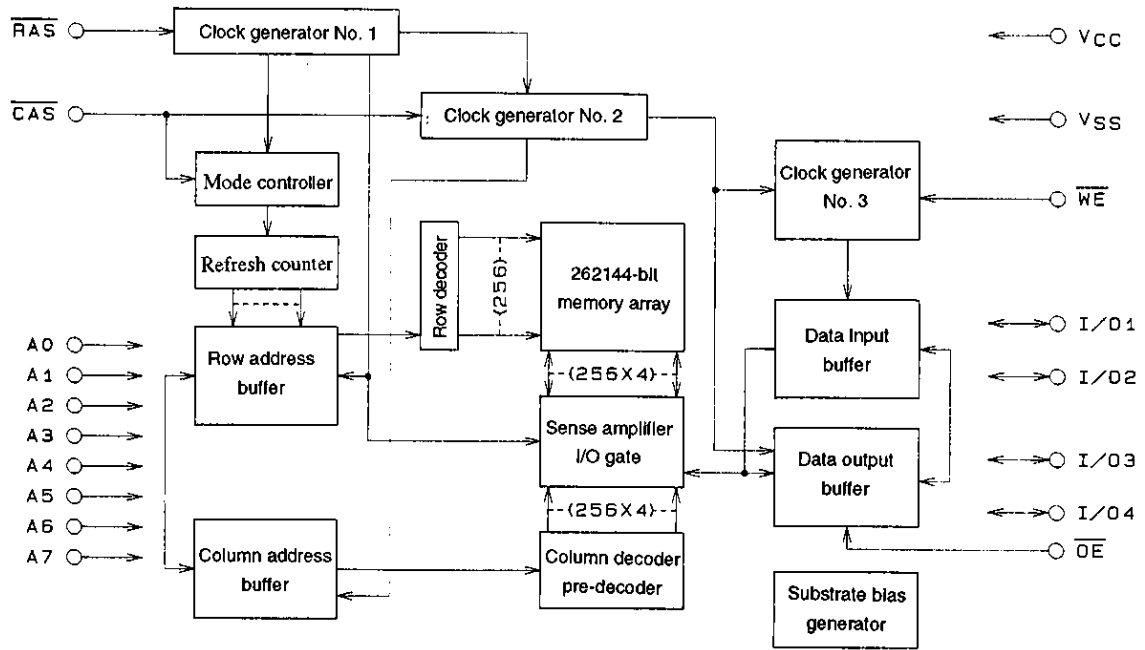 RAS
Clock generator No. 1
VCC
CAS
Clock generator No. 2
VSS
Mode controller
Clock generator
No. 3
WE
Refresh counter
Row decoder
(256)
262144-bit
memory array
Row address
buffer
Data Input
buffer
I/O1
I/O2
A0
A1
A2
A3
A4
A5
A6
A7
(256X4)
Sense amplifier
I/O gate
Data output
buffer
I/O3
I/O4
(256X4)
Column address
buffer
Column decoder
pre-decoder
OE
Substrate bias
generator